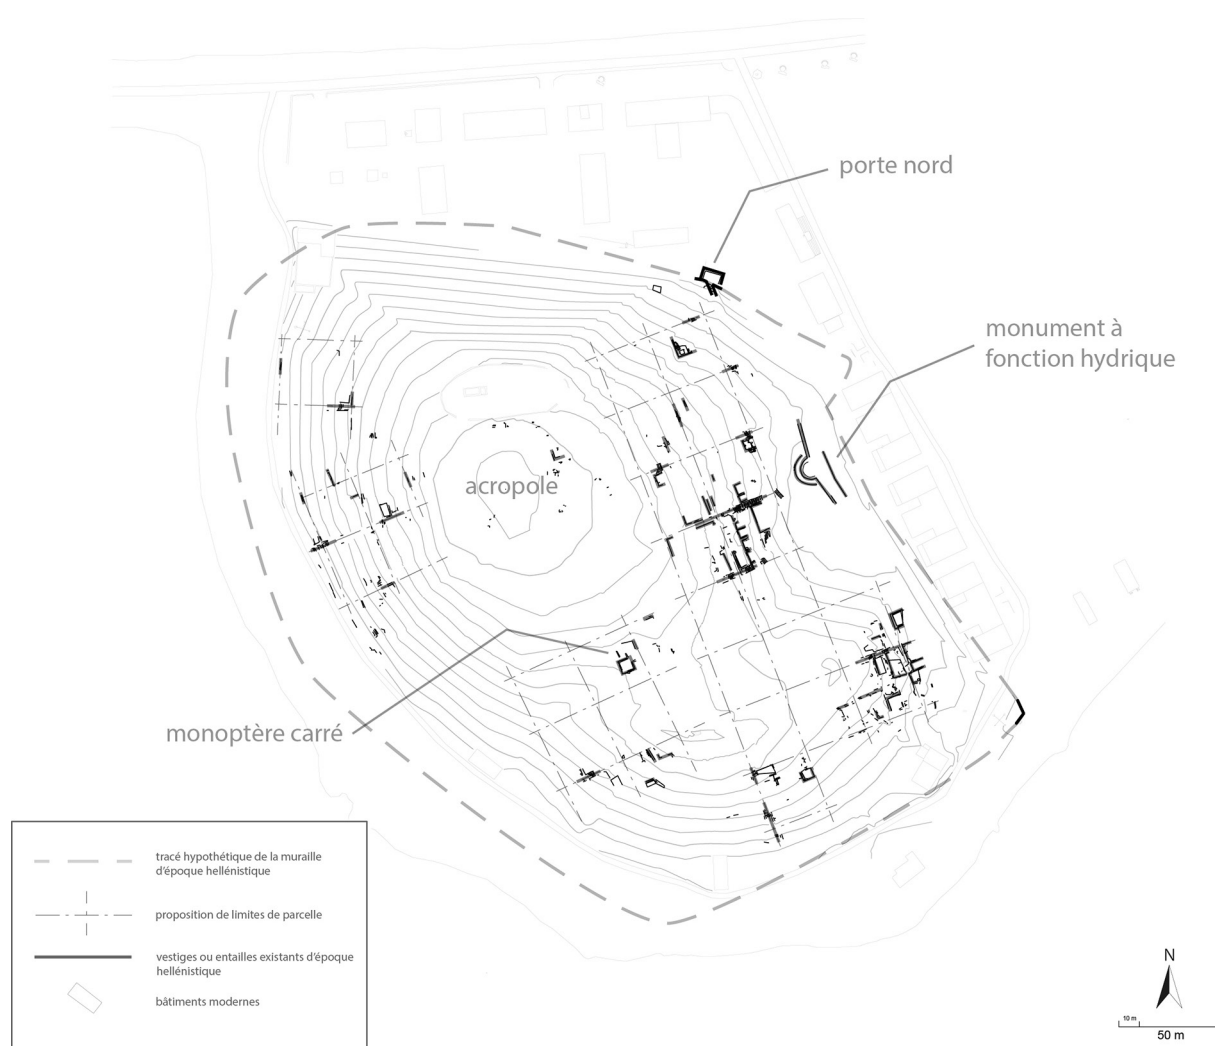 porte nord
monument à
fonction hydrique
acropole
monoptère carré
tracé hypothétique de la muraille
d'époque hellénistique
proposition de limites de parcelle
vestiges ou entailles existants d'époque
hellénistique
bâtiments modernes
N
10 m
50 m